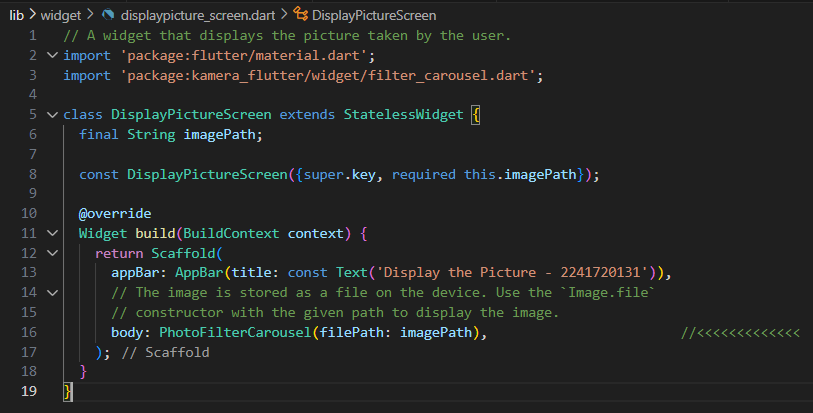 lib > widget > displaypicture_screen.dart > DisplayPictureScreen
1 // A widget that displays the picture taken by the user.
2 import 'package:flutter/material.dart';
3 import 'package:kamera_flutter/widget/filter_carousel.dart';
4
5 class DisplayPictureScreen extends StatelessWidget {
6   final String imagePath;
7
8   const DisplayPictureScreen({super.key, required this.imagePath});
9
10   @override
11   Widget build(BuildContext context) {
12     return Scaffold(
13       appBar: AppBar(title: const Text('Display the Picture - 2241720131')),
14       // The image is stored as a file on the device. Use the `Image.file`
15       // constructor with the given path to display the image.
16       body: PhotoFilterCarousel(filePath: imagePath), //<<<<<<<<<<<<<
17     ); // Scaffold
18   }
19 }